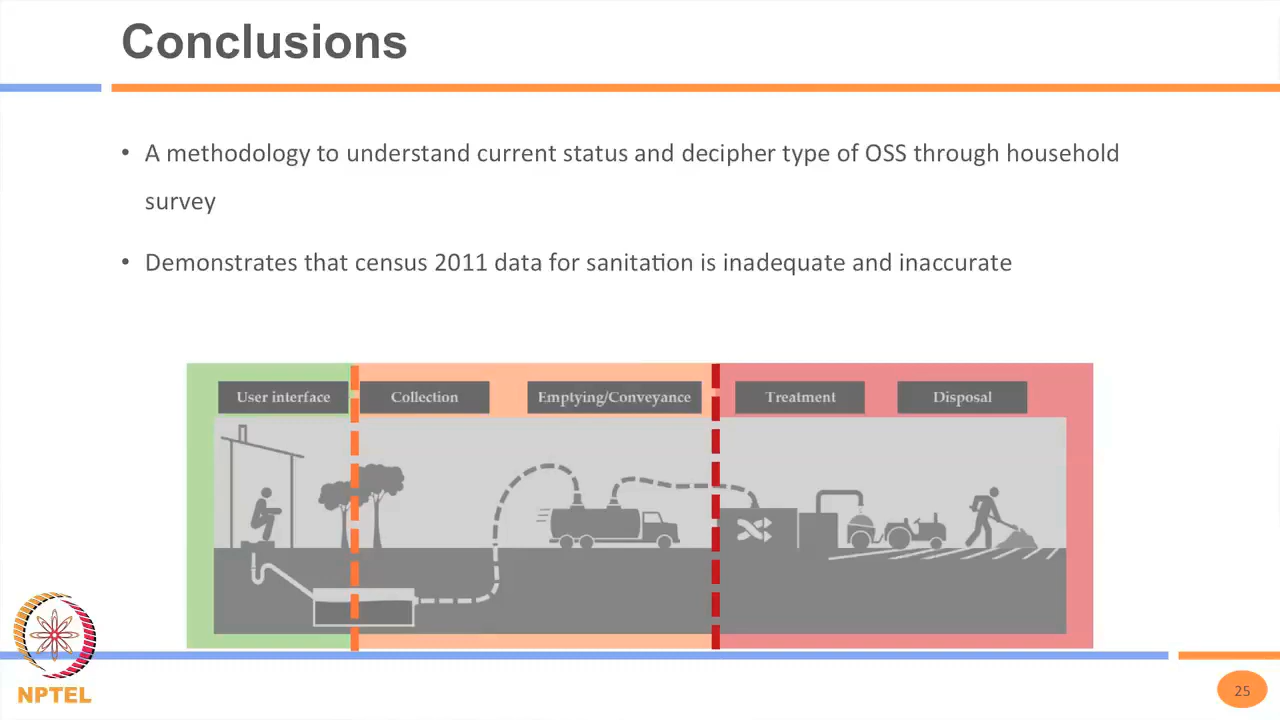 Conclusions
• A methodology to understand current status and decipher type of OSS through household
survey
• Demonstrates that census 2011 data for sanitation is inadequate and inaccurate
User interface
Collection
Emptying/Conveyance
Treatment
Disposal
NPTEL
25